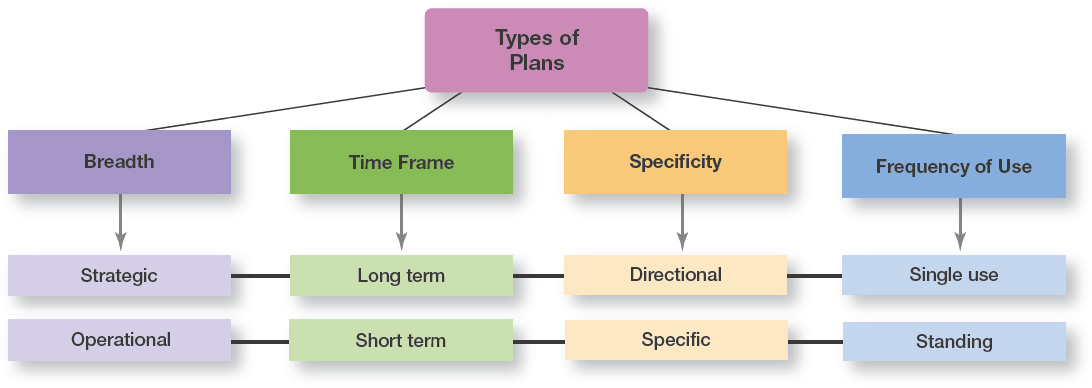 Types of
Plans
Breadth
Time Frame
Specificity
Frequency of Use
Strategic
Long term
Directional
Single use
Operational
Short term
Specific
Standing